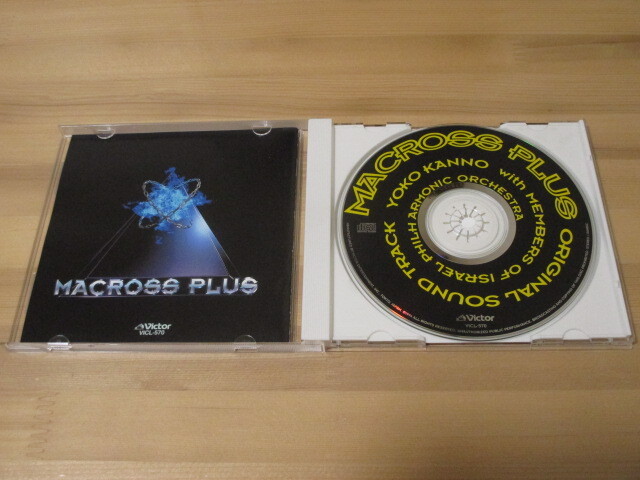 MACROSS PLUS
Victor
VICL-570
MACROSS PLUS ORIGINAL SOUND TRACK
YOKO KANNO with MEMBERS OF ISRAEL PHILHARMONIC ORCHESTRA
Victor
VICL-570